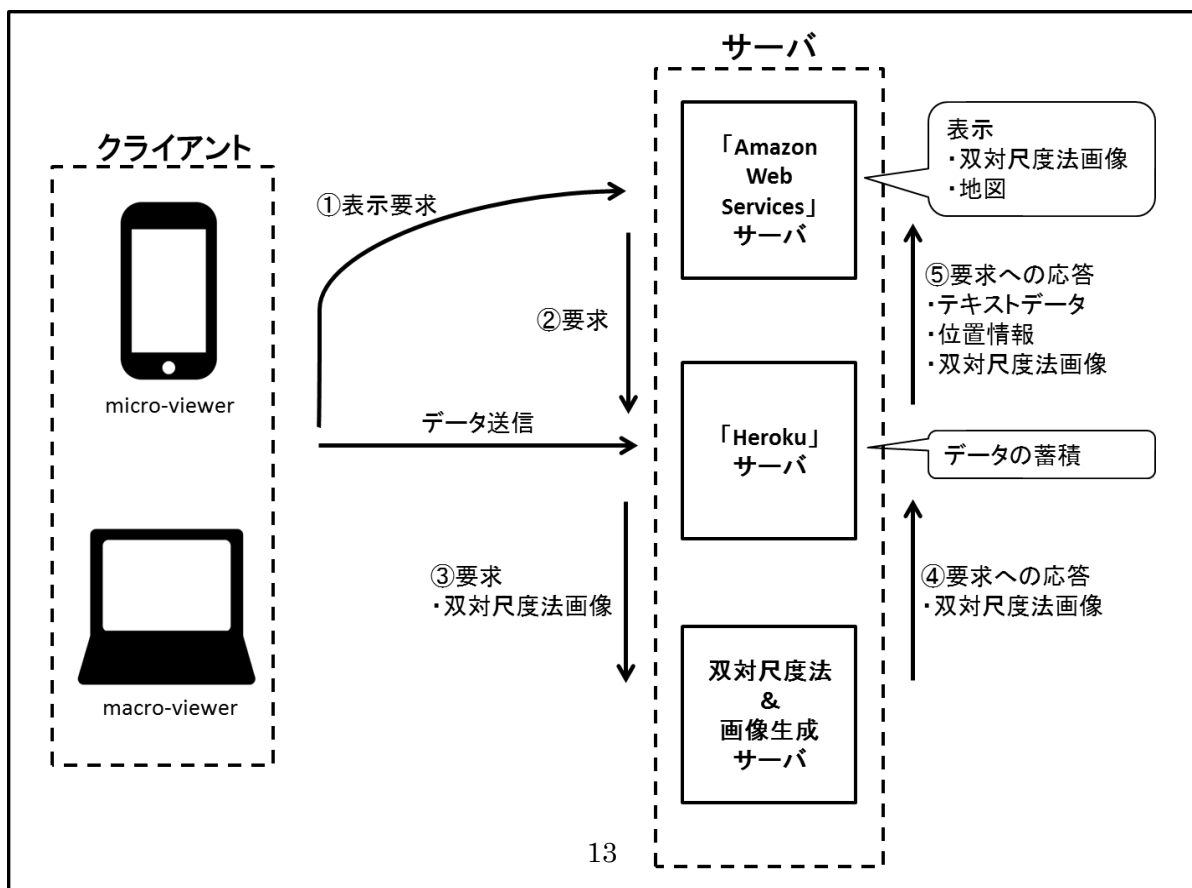 サーバ
クライアント
「Amazon
Web
Services」
サーバ
表示
・双対尺度法画像
・地図
①表示要求
②要求
⑤要求への応答
・テキストデータ
・位置情報
・双対尺度法画像
micro-viewer
データ送信
「Heroku」
サーバ
データの蓄積
③要求
・双対尺度法画像
④要求への応答
・双対尺度法画像
macro-viewer
双対尺度法
&
画像生成
サーバ
13